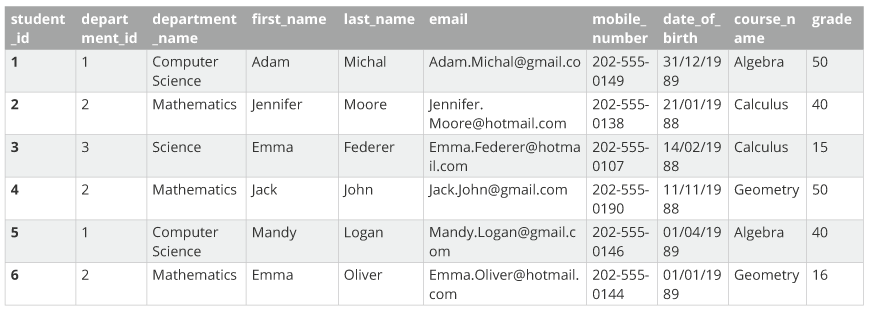 student_id department_id department_name first_name last_name email mobile_number date_of_birth course_name grade
1 1 Computer Science Adam Michal Adam.Michal@gmail.co 202-555-0149 31/12/1989 Algebra 50
2 2 Mathematics Jennifer Moore Jennifer. Moore@hotmail.com 202-555-0138 21/01/1988 Calculus 40
3 3 Science Emma Federer Emma.Federer@hotmail.com 202-555-0107 14/02/1988 Calculus 15
4 2 Mathematics Jack John Jack.John@gmail.com 202-555-0190 11/11/1988 Geometry 50
5 1 Computer Science Mandy Logan Mandy.Logan@gmail.com 202-555-0146 01/04/1989 Algebra 40
6 2 Mathematics Emma Oliver Emma.Oliver@hotmail.com 202-555-0144 01/01/1989 Geometry 16